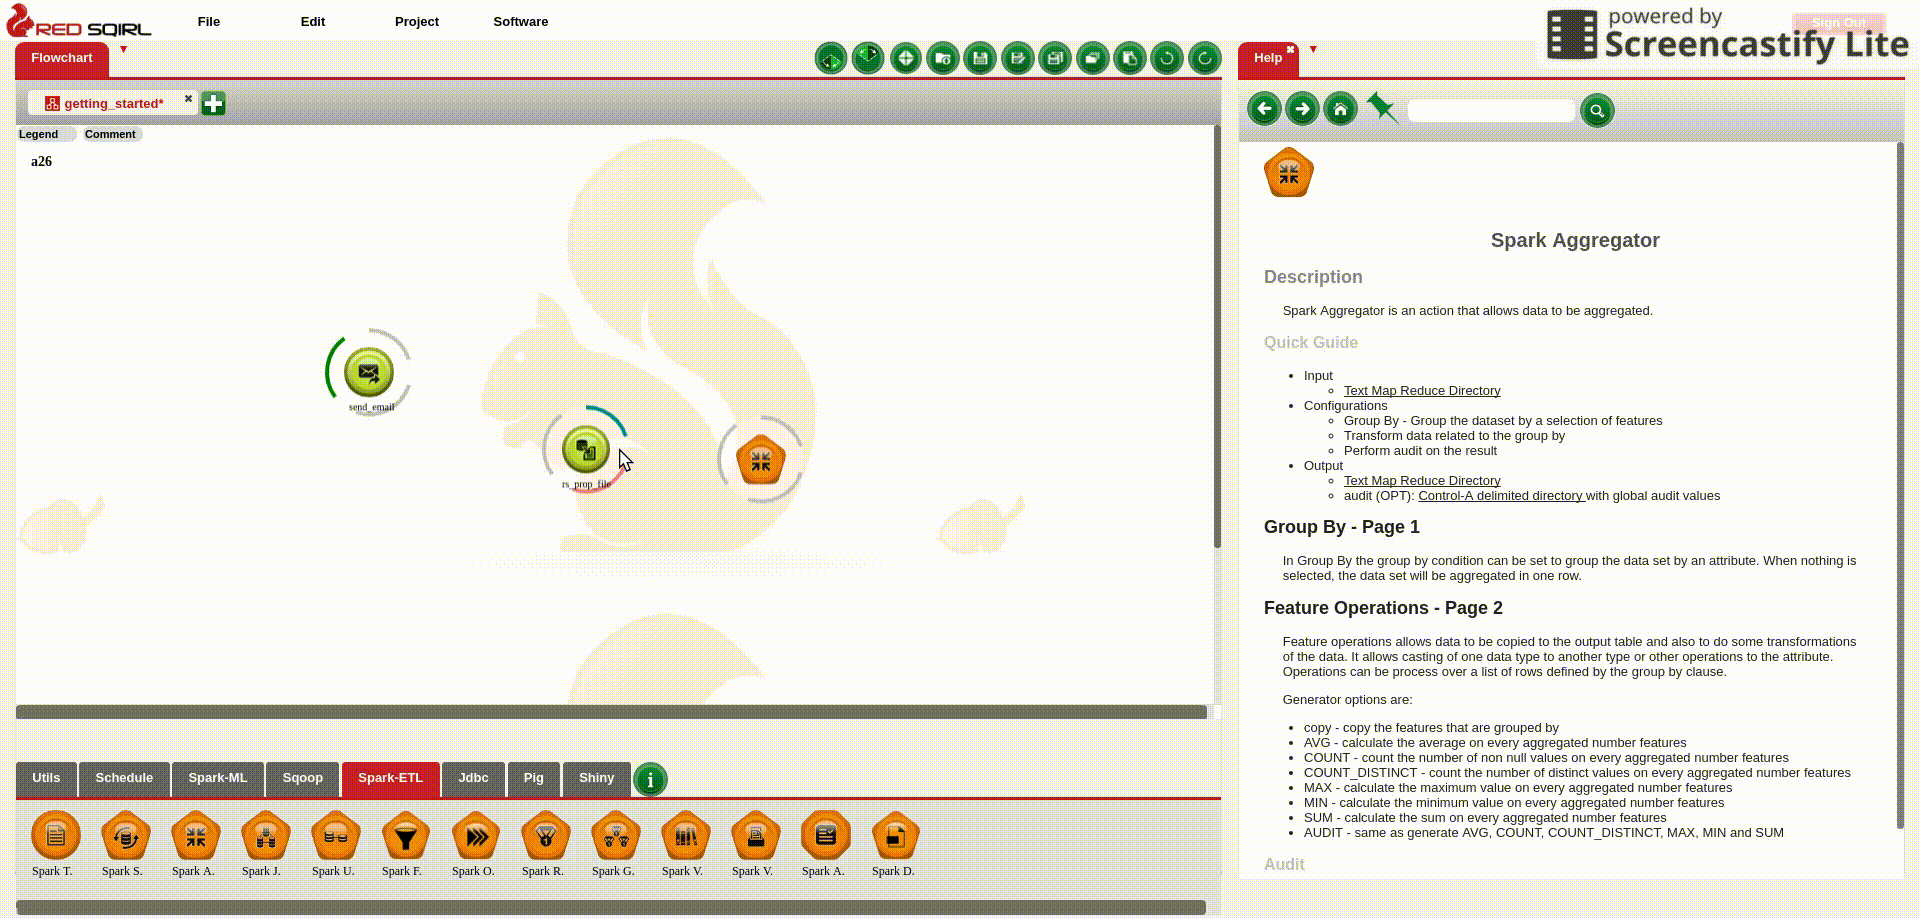 RED SQIRL
File Edit Project Software
powered by
Screencastify Lite
Sign Out
Flowchart
Help
getting_started*
Legend Comment
a26
send_email
rs_prop_file
Utils Schedule Spark-ML Sqoop Spark-ETL Jdbc Pig Shiny
Spark T. Spark S. Spark A. Spark J. Spark U. Spark F. Spark O. Spark R. Spark G. Spark V. Spark V. Spark A. Spark D.
Spark Aggregator
Description
Spark Aggregator is an action that allows data to be aggregated.
Quick Guide
Input
Text Map Reduce Directory
Configurations
Group By - Group the dataset by a selection of features
Transform data related to the group by
Perform audit on the result
Output
Text Map Reduce Directory
audit (OPT): Control-A delimited directory with global audit values
Group By - Page 1
In Group By the group by condition can be set to group the data set by an attribute. When nothing is
selected, the data set will be aggregated in one row.
Feature Operations - Page 2
Feature operations allows data to be copied to the output table and also to do some transformations
of the data. It allows casting of one data type to another type or other operations to the attribute.
Operations can be process over a list of rows defined by the group by clause.
Generator options are:
copy - copy the features that are grouped by
AVG - calculate the average on every aggregated number features
COUNT - count the number of non null values on every aggregated number features
COUNT_DISTINCT - count the number of distinct values on every aggregated number features
MAX - calculate the maximum value on every aggregated number features
MIN - calculate the minimum value on every aggregated number features
SUM - calculate the sum on every aggregated number features
AUDIT - same as generate AVG, COUNT, COUNT_DISTINCT, MAX, MIN and SUM
Audit